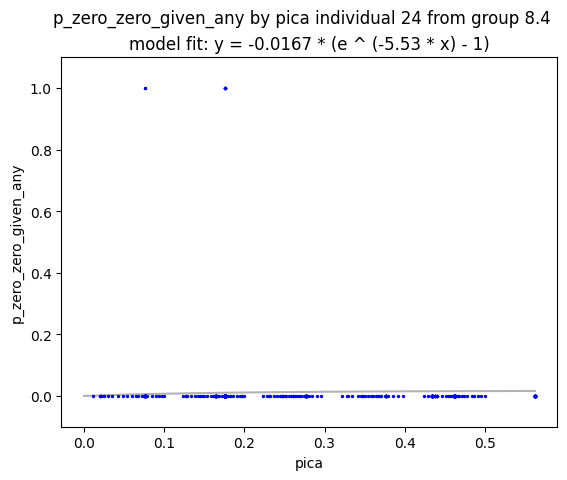 p_zero_zero_given_any by pica individual 24 from group 8.4
model fit: y = -0.0167 * (e ^ (-5.53 * x) - 1)
1.0
0.8
0.6
0.4
0.2
0.0
p_zero_zero_given_any
0.0 0.1 0.2 0.3 0.4 0.5
pica